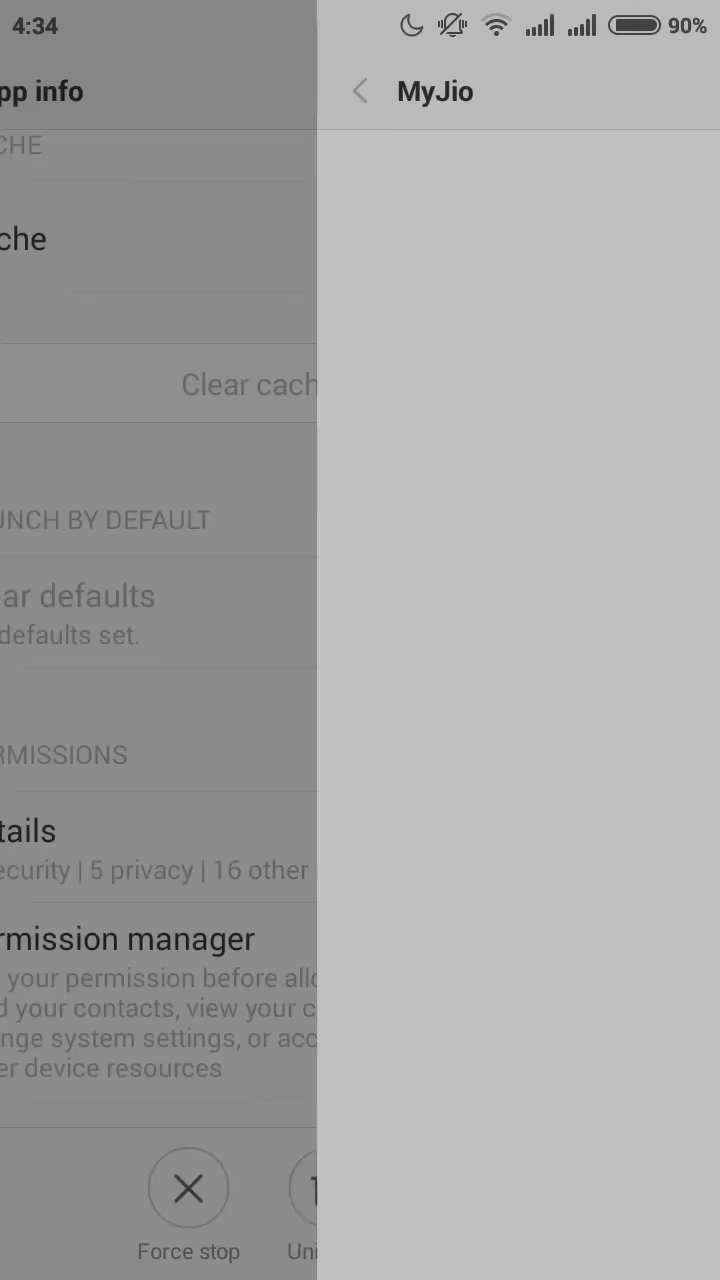 4:34
90%
pp info
MyJio
CHE
che
Clear cach
UNCH BY DEFAULT
ar defaults
defaults set.
RMISSIONS
tails
ecurity | 5 privacy | 16 other
rmission manager
your permission before allo
d your contacts, view your c
nge system settings, or acc
er device resources
Force stop
Uni